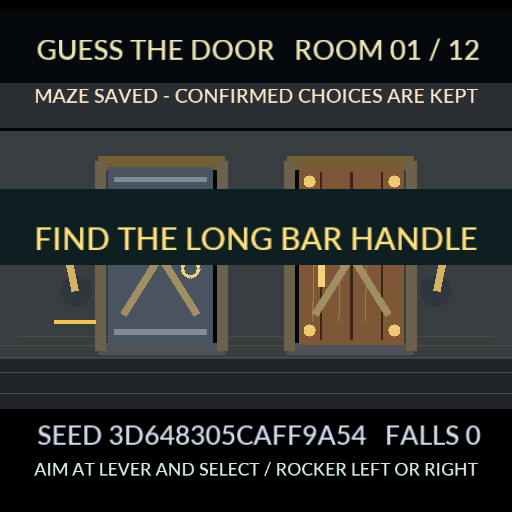 GUESS THE DOOR   ROOM 01 / 12
MAZE SAVED - CONFIRMED CHOICES ARE KEPT
FIND THE LONG BAR HANDLE
SEED 3D648305CAFF9A54   FALLS 0
AIM AT LEVER AND SELECT / ROCKER LEFT OR RIGHT